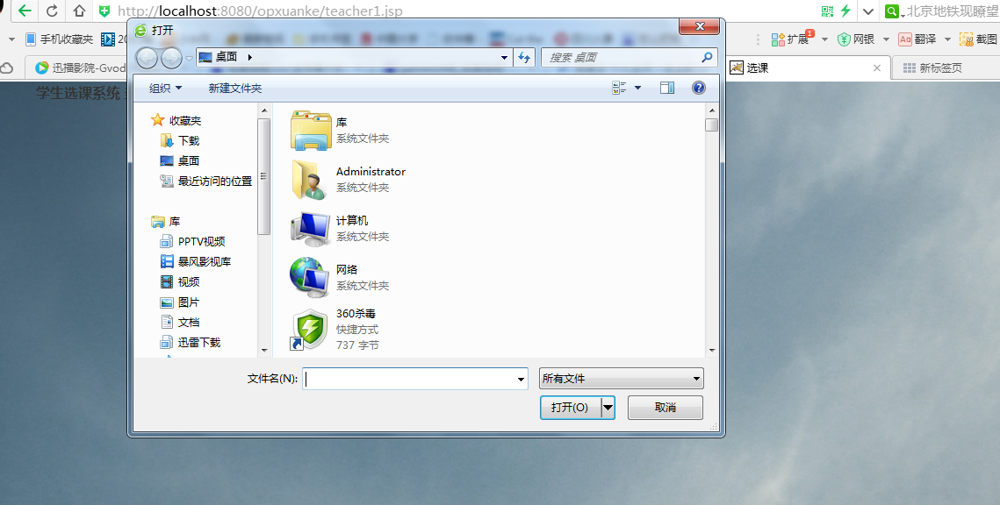 http://localhost:8080/opxuanke/teacher1.jsp
北京地铁现瞭望
手机收藏夹
扩展 1
网银
Aa 翻译
截图
迅播影院-Gvod
选课
新标签页
学生选课系统
打开
桌面
搜索 桌面
组织
新建文件夹
收藏夹
下载
桌面
最近访问的位置
库
PPTV视频
暴风影视库
视频
图片
文档
迅雷下载
库
系统文件夹
Administrator
系统文件夹
计算机
系统文件夹
网络
系统文件夹
360杀毒
快捷方式
737 字节
文件名(N):
所有文件
打开(O)
取消